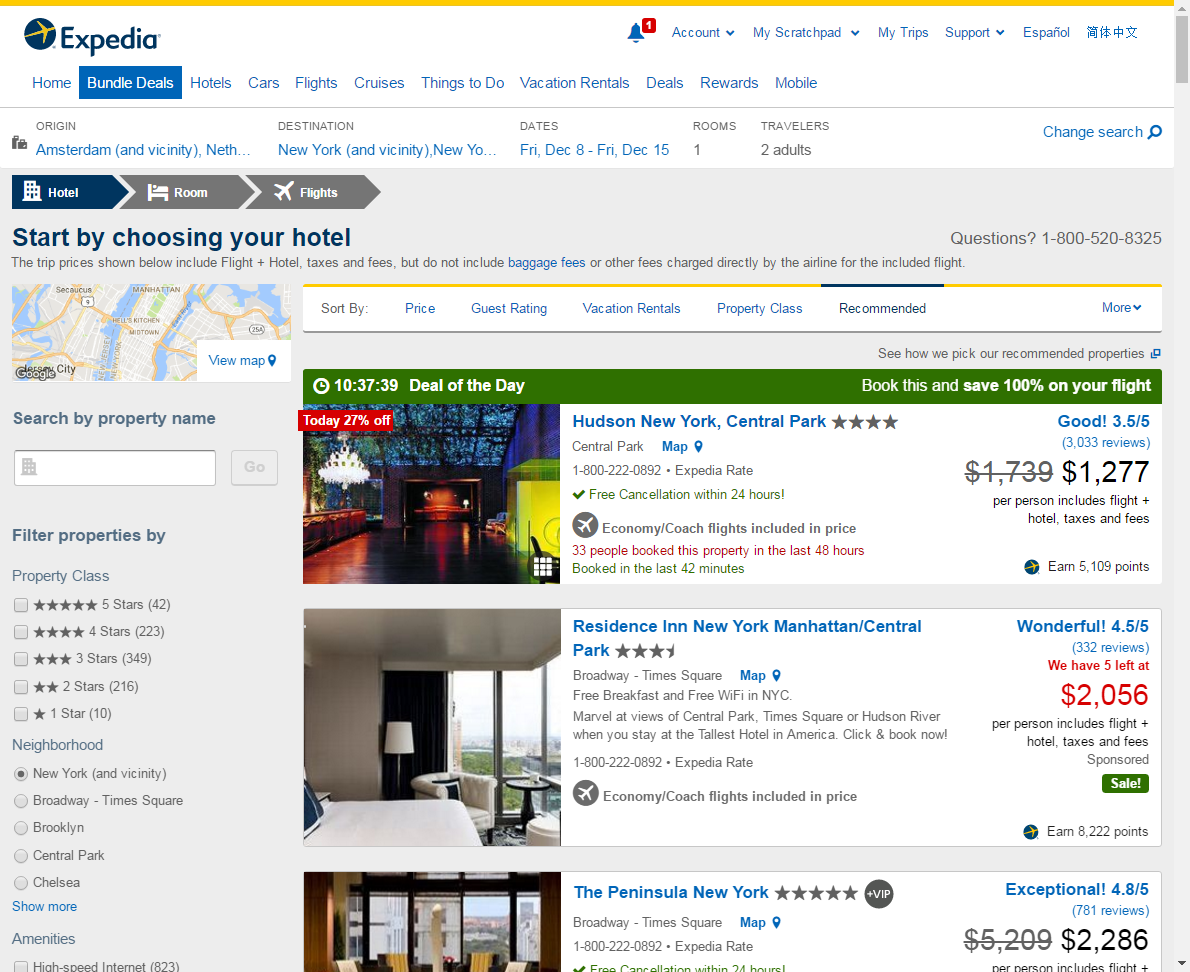 Expedia
1
Account
My Scratchpad
My Trips
Support
Español
简体中文
Home
Bundle Deals
Hotels
Cars
Flights
Cruises
Things to Do
Vacation Rentals
Deals
Rewards
Mobile
ORIGIN
Amsterdam (and vicinity), Neth…
DESTINATION
New York (and vicinity),New Yo…
DATES
Fri, Dec 8 - Fri, Dec 15
ROOMS
1
TRAVELERS
2 adults
Change search
Hotel
Room
Flights
Start by choosing your hotel
Questions? 1-800-520-8325
The trip prices shown below include Flight + Hotel, taxes and fees, but do not include baggage fees or other fees charged directly by the airline for the included flight.
Secaucus
MANHATTAN
9
HELL'S KITCHEN
MIDTOWN
25A
NEW JERSEY
NEW YORK
East River
Jersey City
Google
View map
Search by property name
Go
Filter properties by
Property Class
5 Stars (42)
4 Stars (223)
3 Stars (349)
2 Stars (216)
1 Star (10)
Neighborhood
New York (and vicinity)
Broadway - Times Square
Brooklyn
Central Park
Chelsea
Show more
Amenities
High-speed Internet (823)
Sort By:
Price
Guest Rating
Vacation Rentals
Property Class
Recommended
More
See how we pick our recommended properties
10:37:39 Deal of the Day
Book this and save 100% on your flight
Today 27% off
Hudson New York, Central Park
Central Park
Map
1-800-222-0892 • Expedia Rate
Free Cancellation within 24 hours!
Economy/Coach flights included in price
33 people booked this property in the last 48 hours
Booked in the last 42 minutes
Good! 3.5/5
(3,033 reviews)
$1,739 $1,277
per person includes flight +
hotel, taxes and fees
Earn 5,109 points
Residence Inn New York Manhattan/Central
Park
Broadway - Times Square
Map
Free Breakfast and Free WiFi in NYC.
Marvel at views of Central Park, Times Square or Hudson River
when you stay at the Tallest Hotel in America. Click & book now!
1-800-222-0892 • Expedia Rate
Economy/Coach flights included in price
Wonderful! 4.5/5
(332 reviews)
We have 5 left at
$2,056
per person includes flight +
hotel, taxes and fees
Sponsored
Sale!
Earn 8,222 points
The Peninsula New York
+VIP
Broadway - Times Square
Map
1-800-222-0892 • Expedia Rate
Free Cancellation within 24 hours!
Exceptional! 4.8/5
(781 reviews)
$5,209 $2,286
per person includes flight +